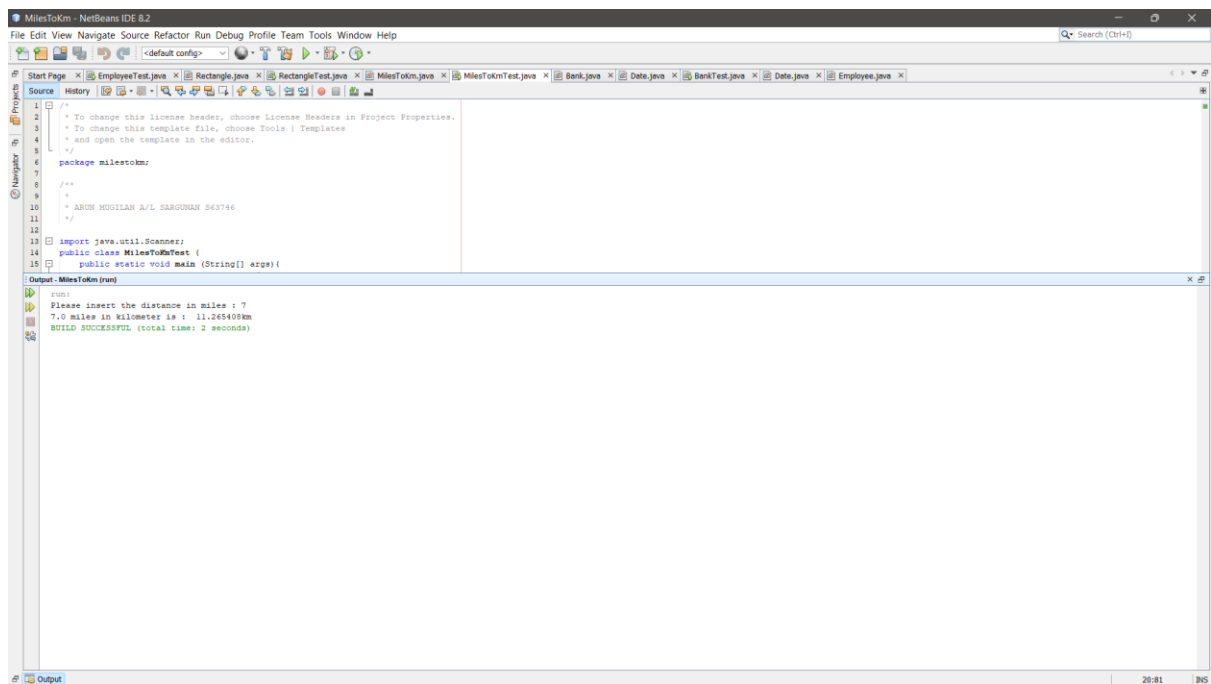 MilesToKm - NetBeans IDE 8.2
File Edit View Navigate Source Refactor Run Debug Profile Team Tools Window Help
Search (Ctrl+I)
<default config>
Start Page EmployeeTest.java Rectangle.java RectangleTest.java MilesToKm.java MilesToKmTest.java Bank.java Date.java BankTest.java Date.java Employee.java
Source History
Projects
Navigator
1 /*
2 * To change this license header, choose License Headers in Project Properties.
3 * To change this template file, choose Tools | Templates
4 * and open the template in the editor.
5 */
6 package milestokm;
7
8 /**
9 *
10 * ARUN MUGILAN A/L SARGUNAN S63746
11 */
12
13 import java.util.Scanner;
14 public class MilesToKmTest {
15 public static void main (String[] args){
Output - MilesToKm (run)
run:
Please insert the distance in miles : 7
7.0 miles in kilometer is : 11.265408km
BUILD SUCCESSFUL (total time: 2 seconds)
Output
20:81 INS